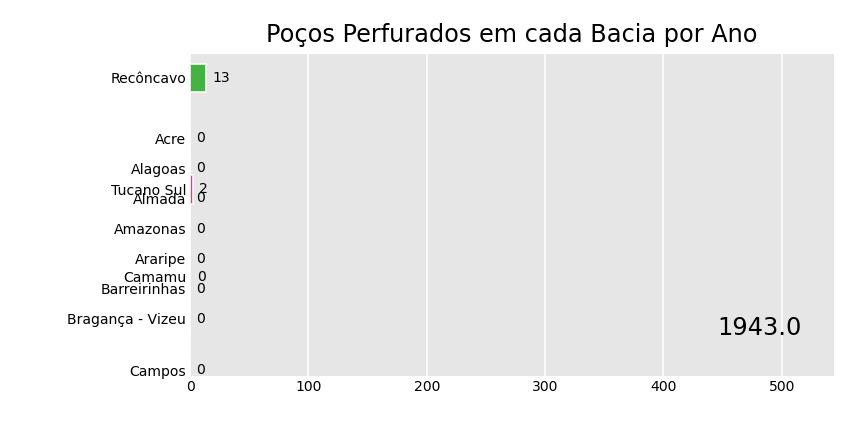 Poços Perfurados em cada Bacia por Ano
Recôncavo 13
Acre 0
Alagoas 0
Tucano Sul 2
Almada 0
Amazonas 0
Araripe 0
Camamu 0
Barreirinhas 0
Bragança - Vizeu 0
1943.0
Campos 0
0 100 200 300 400 500